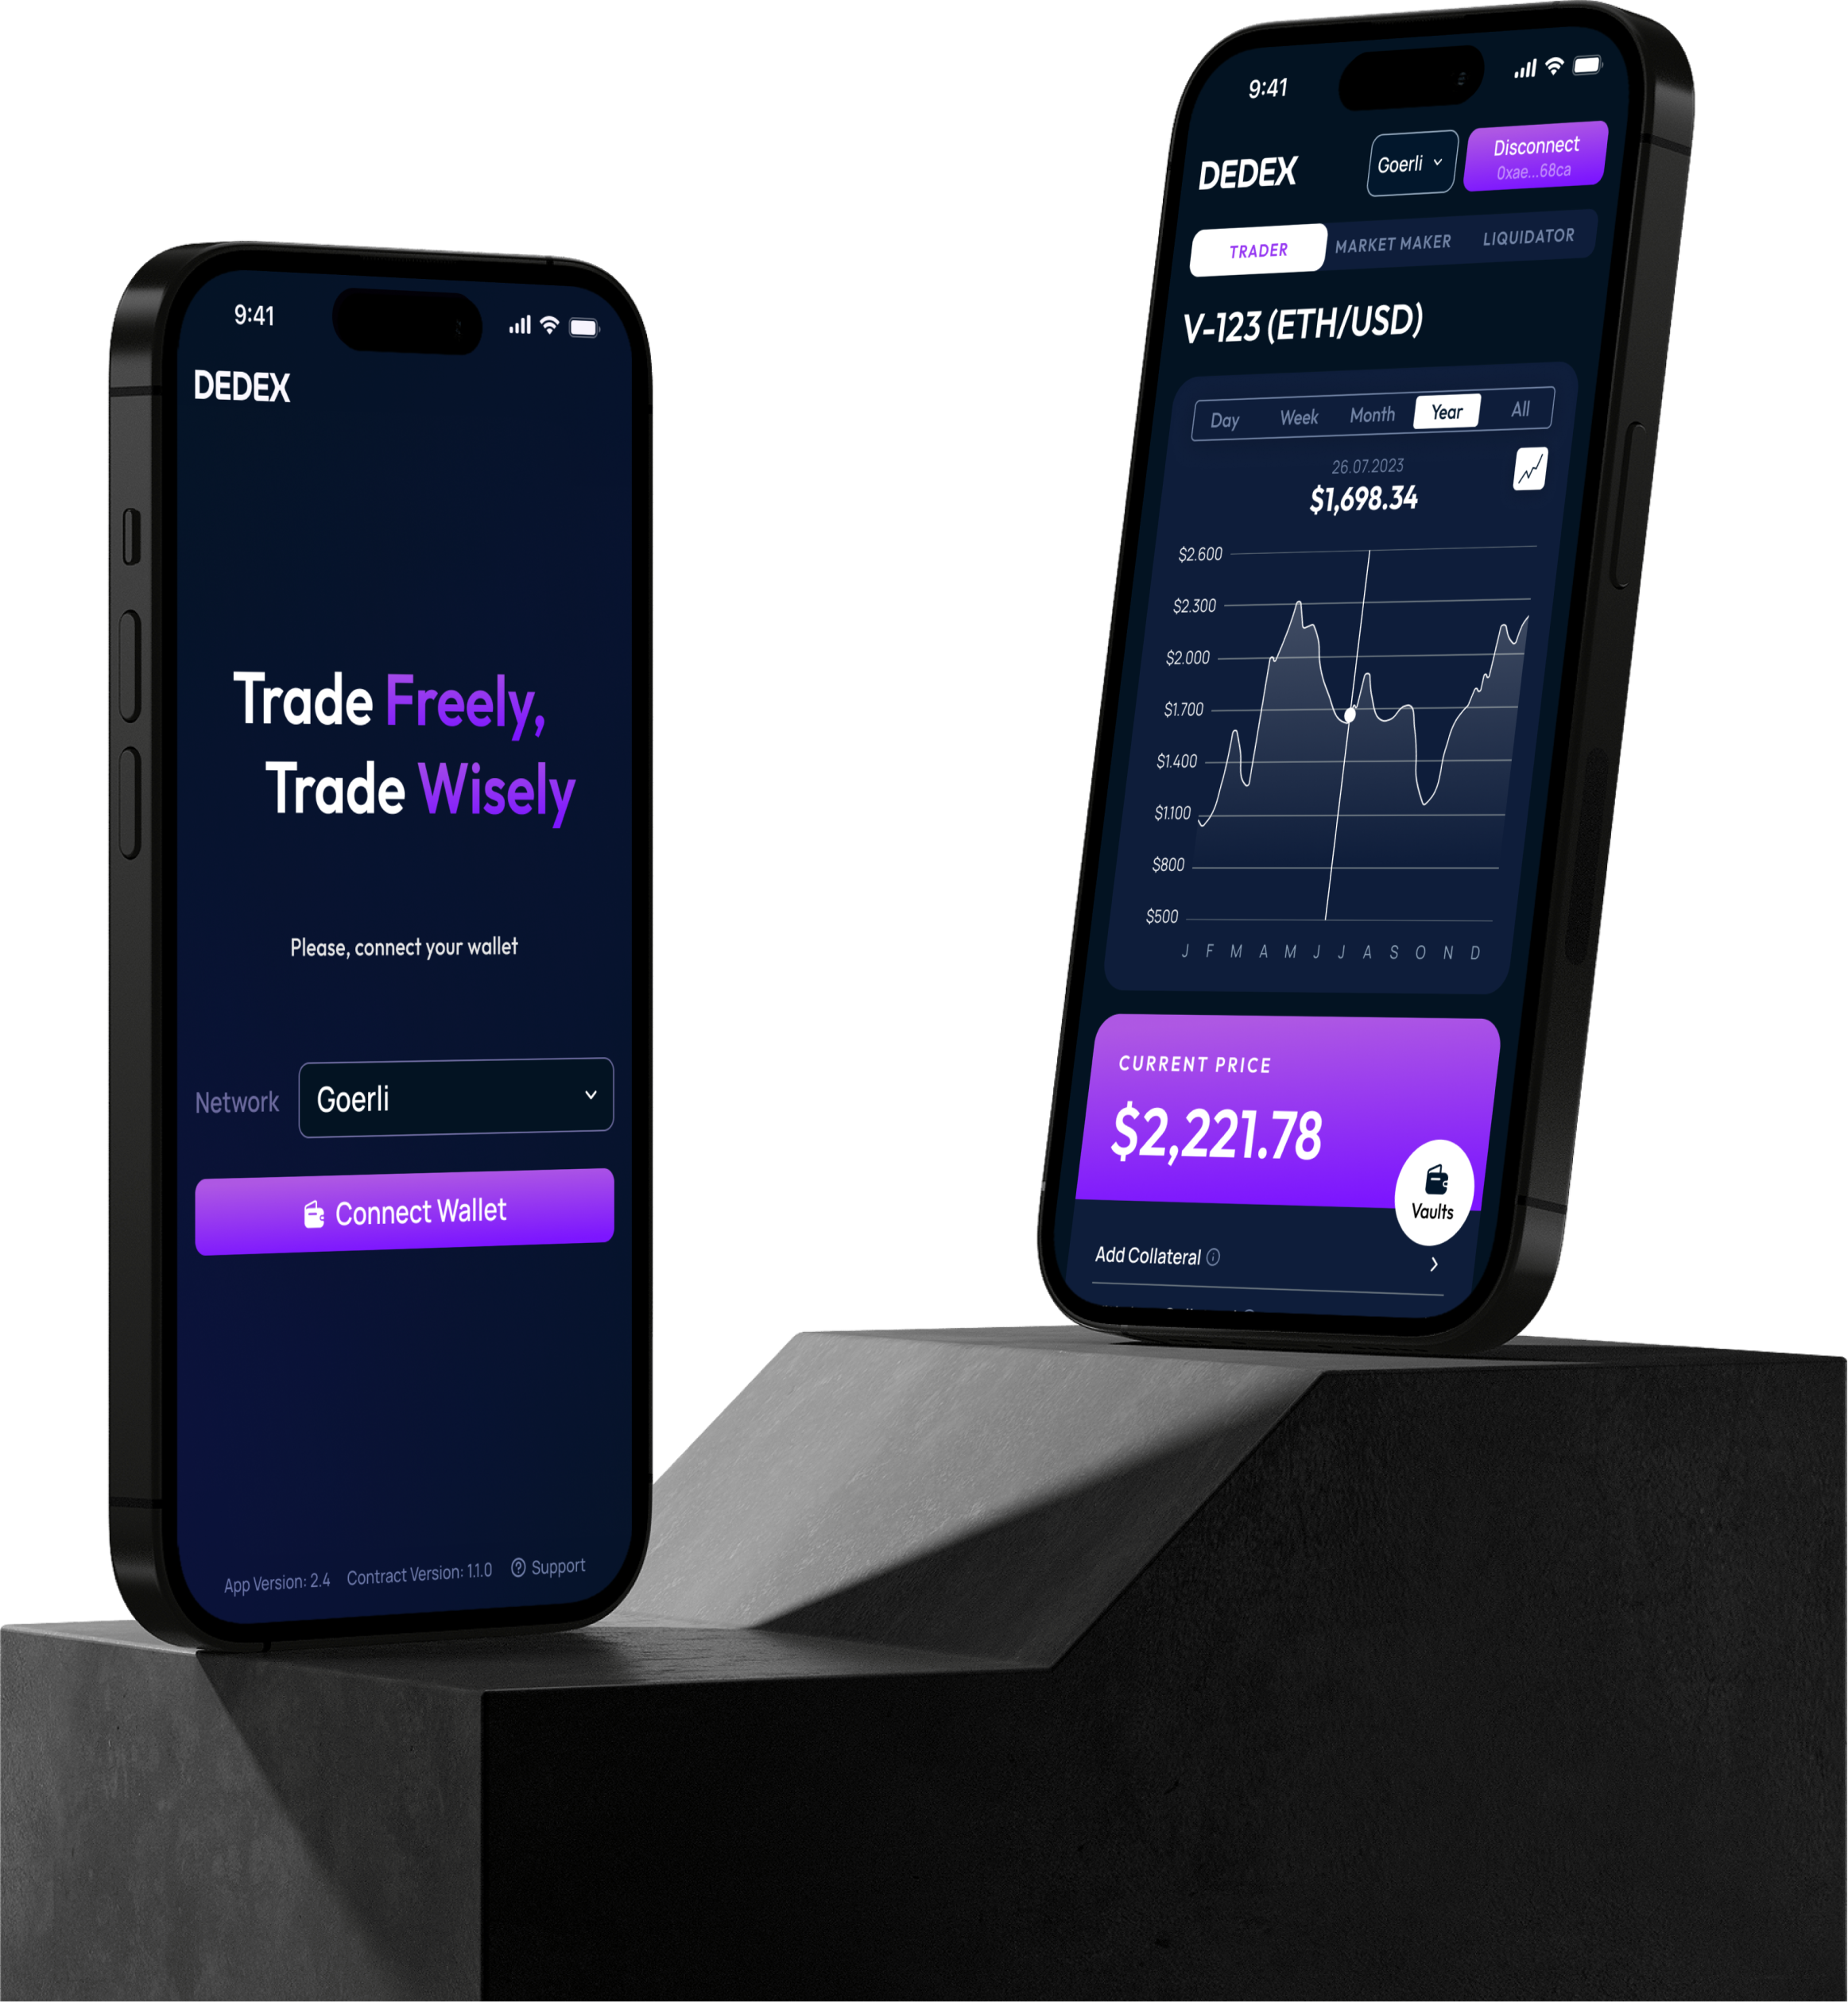 9:41
DEDEX
Trade Freely,
Trade Wisely
Please, connect your wallet
Network
Goerli
Connect Wallet
App Version: 2.4 Contract Version: 1.1.0 Support
9:41
DEDEX
Goerli
Disconnect
0xae...68ca
TRADER MARKET MAKER LIQUIDATOR
V-123 (ETH/USD)
Day Week Month Year All
26.07.2023
$1,698.34
$2.600
$2.300
$2.000
$1.700
$1.400
$1.100
$800
$500
J F M A M J J A S O N D
CURRENT PRICE
$2,221.78
Vaults
Add Collateral